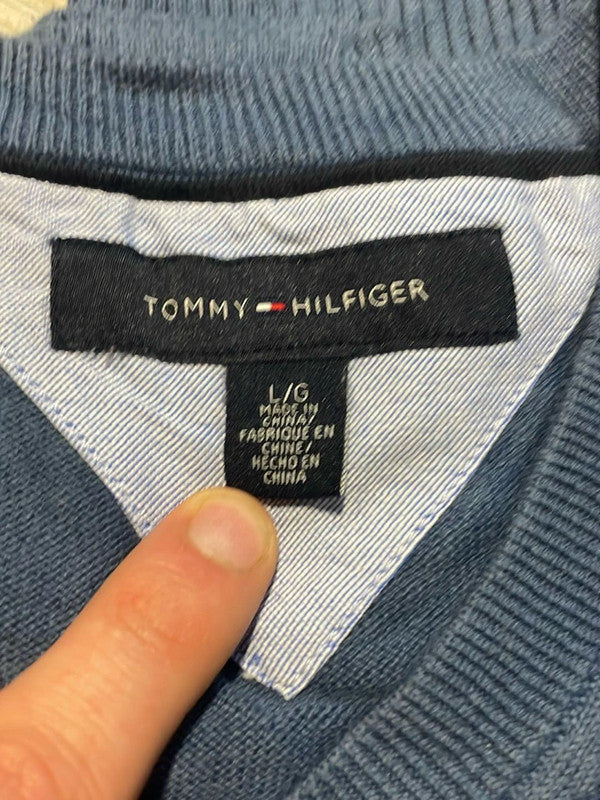 TOMMY HILFIGER
L/G
MADE IN
CHINA/
FABRIQUE EN
CHINE/
HECHO EN
CHINA